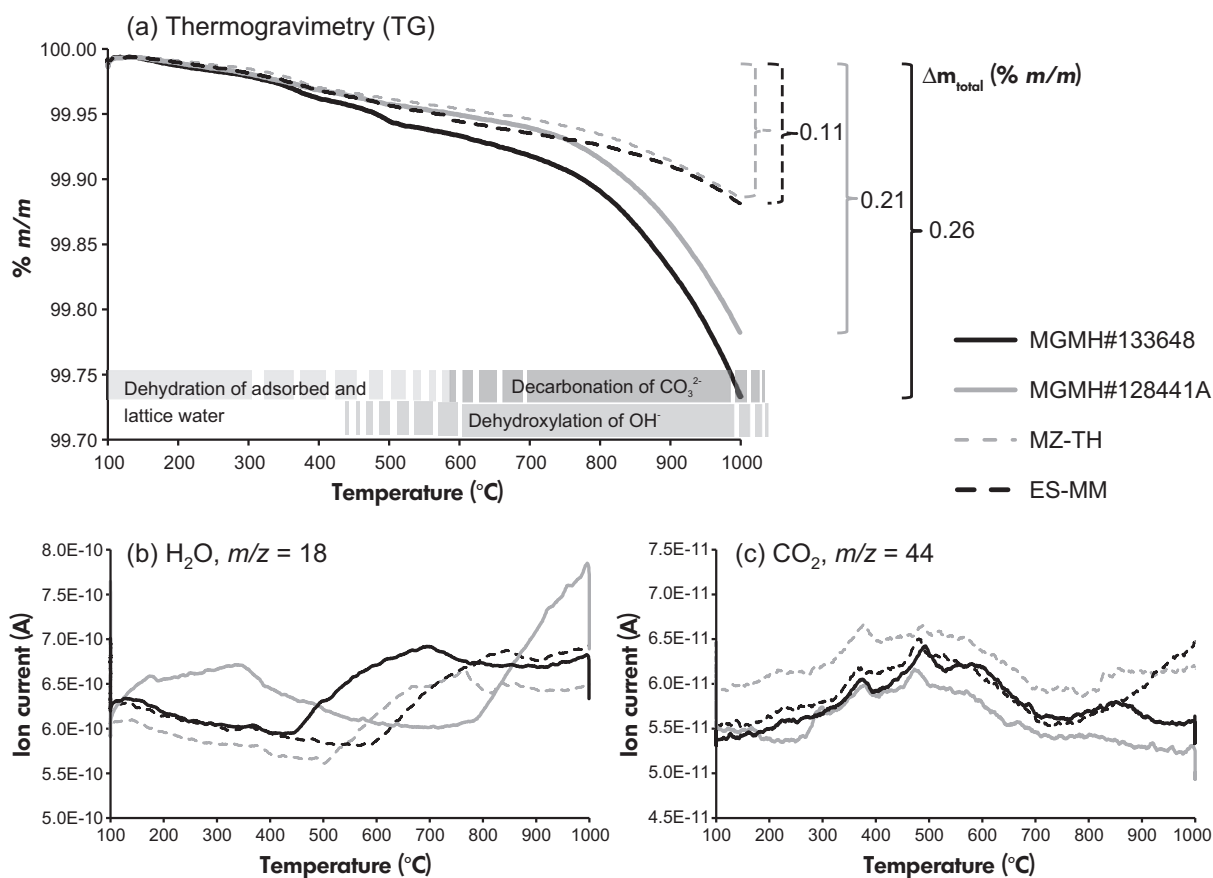 (a) Thermogravimetry (TG)
100.00
99.95
99.90
99.85
99.80
99.75
99.70
% m/m
Δm_total (% m/m)
0.11
0.21
0.26
Dehydration of adsorbed and
lattice water
Decarbonation of CO₃²⁻
Dehydroxylation of OH⁻
100 200 300 400 500 600 700 800 900 1000
Temperature (°C)
MGMH#133648
MGMH#128441A
MZ-TH
ES-MM
(b) H₂O, m/z = 18
8.0E-10
7.5E-10
7.0E-10
6.5E-10
6.0E-10
5.5E-10
5.0E-10
Ion current (A)
100 200 300 400 500 600 700 800 900 1000
Temperature (°C)
(c) CO₂, m/z = 44
7.5E-11
7.0E-11
6.5E-11
6.0E-11
5.5E-11
5.0E-11
4.5E-11
Ion current (A)
100 200 300 400 500 600 700 800 900 1000
Temperature (°C)